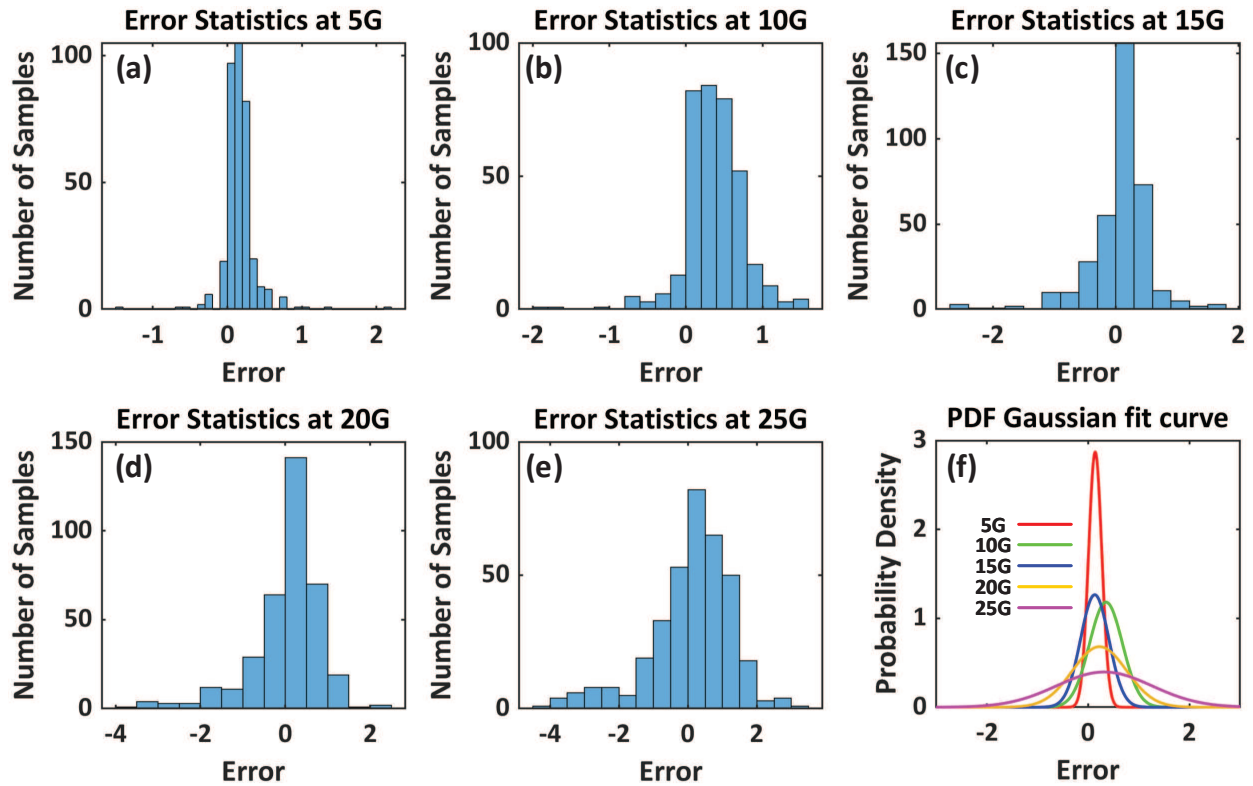 Error Statistics at 5G
(a)
Number of Samples
100
50
0
-1
0
1
2
Error
Error Statistics at 10G
(b)
Number of Samples
100
50
0
-2
-1
0
1
Error
Error Statistics at 15G
(c)
Number of Samples
150
100
50
0
-2
0
2
Error
Error Statistics at 20G
(d)
Number of Samples
150
100
50
0
-4
-2
0
2
Error
Error Statistics at 25G
(e)
Number of Samples
100
50
0
-4
-2
0
2
Error
PDF Gaussian fit curve
(f)
Probability Density
3
2
1
0
5G
10G
15G
20G
25G
-2
0
2
Error